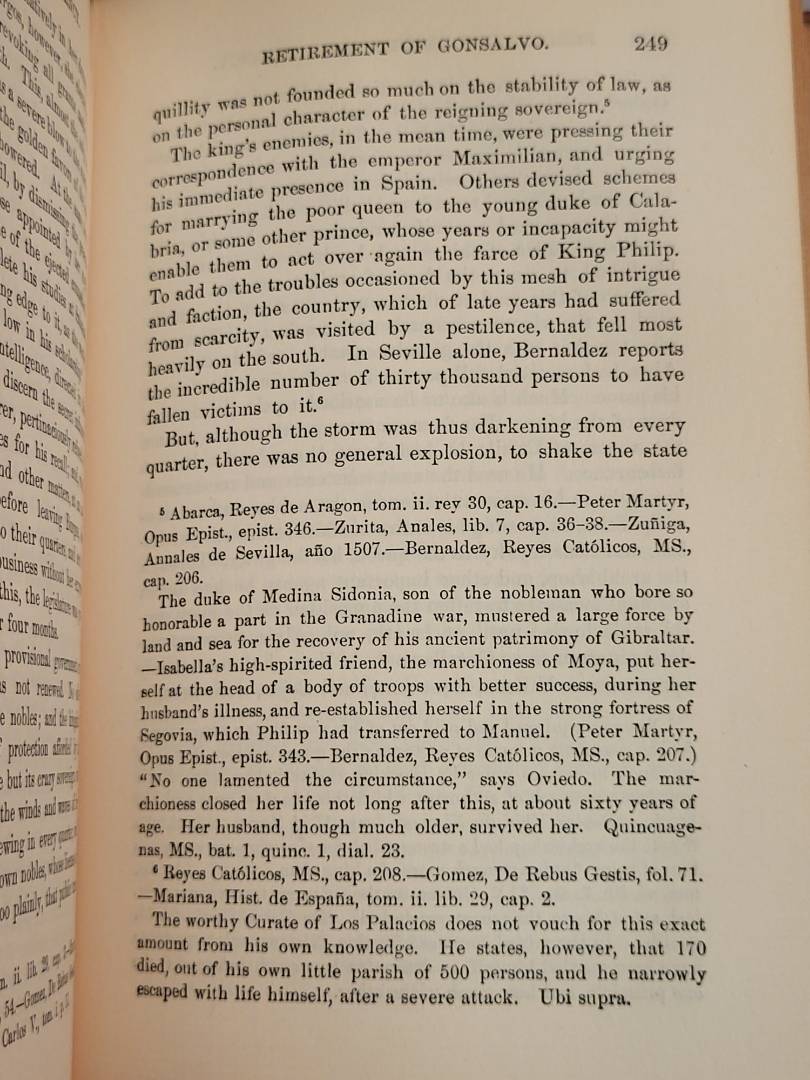 RETIREMENT OF GONSALVO. 249
quillity was not founded so much on the stability of law, as
on the personal character of the reigning sovereign.⁵
The king's enemies, in the mean time, were pressing their
correspondence with the emperor Maximilian, and urging
his immediate presence in Spain. Others devised schemes
for marrying the poor queen to the young duke of Cala-
bria, or some other prince, whose years or incapacity might
enable them to act over again the farce of King Philip.
To add to the troubles occasioned by this mesh of intrigue
and faction, the country, which of late years had suffered
from scarcity, was visited by a pestilence, that fell most
heavily on the south. In Seville alone, Bernaldez reports
the incredible number of thirty thousand persons to have
fallen victims to it.⁶
But, although the storm was thus darkening from every
quarter, there was no general explosion, to shake the state
⁵ Abarca, Reyes de Aragon, tom. ii. rey 30, cap. 16.—Peter Martyr,
Opus Epist., epist. 346.—Zurita, Anales, lib. 7, cap. 36-38.—Zuñiga,
Annales de Sevilla, año 1507.—Bernaldez, Reyes Católicos, MS.,
cap. 206.
The duke of Medina Sidonia, son of the nobleman who bore so
honorable a part in the Granadine war, mustered a large force by
land and sea for the recovery of his ancient patrimony of Gibraltar.
—Isabella's high-spirited friend, the marchioness of Moya, put her-
self at the head of a body of troops with better success, during her
husband's illness, and re-established herself in the strong fortress of
Segovia, which Philip had transferred to Manuel. (Peter Martyr,
Opus Epist., epist. 343.—Bernaldez, Reyes Católicos, MS., cap. 207.)
"No one lamented the circumstance," says Oviedo. The mar-
chioness closed her life not long after this, at about sixty years of
age. Her husband, though much older, survived her. Quincuage-
nas, MS., bat. 1, quinc. 1, dial. 23.
⁶ Reyes Católicos, MS., cap. 208.—Gomez, De Rebus Gestis, fol. 71.
—Mariana, Hist. de España, tom. ii. lib. 29, cap. 2.
The worthy Curate of Los Palacios does not vouch for this exact
amount from his own knowledge. He states, however, that 170
died, out of his own little parish of 500 persons, and he narrowly
escaped with life himself, after a severe attack. Ubi supra.